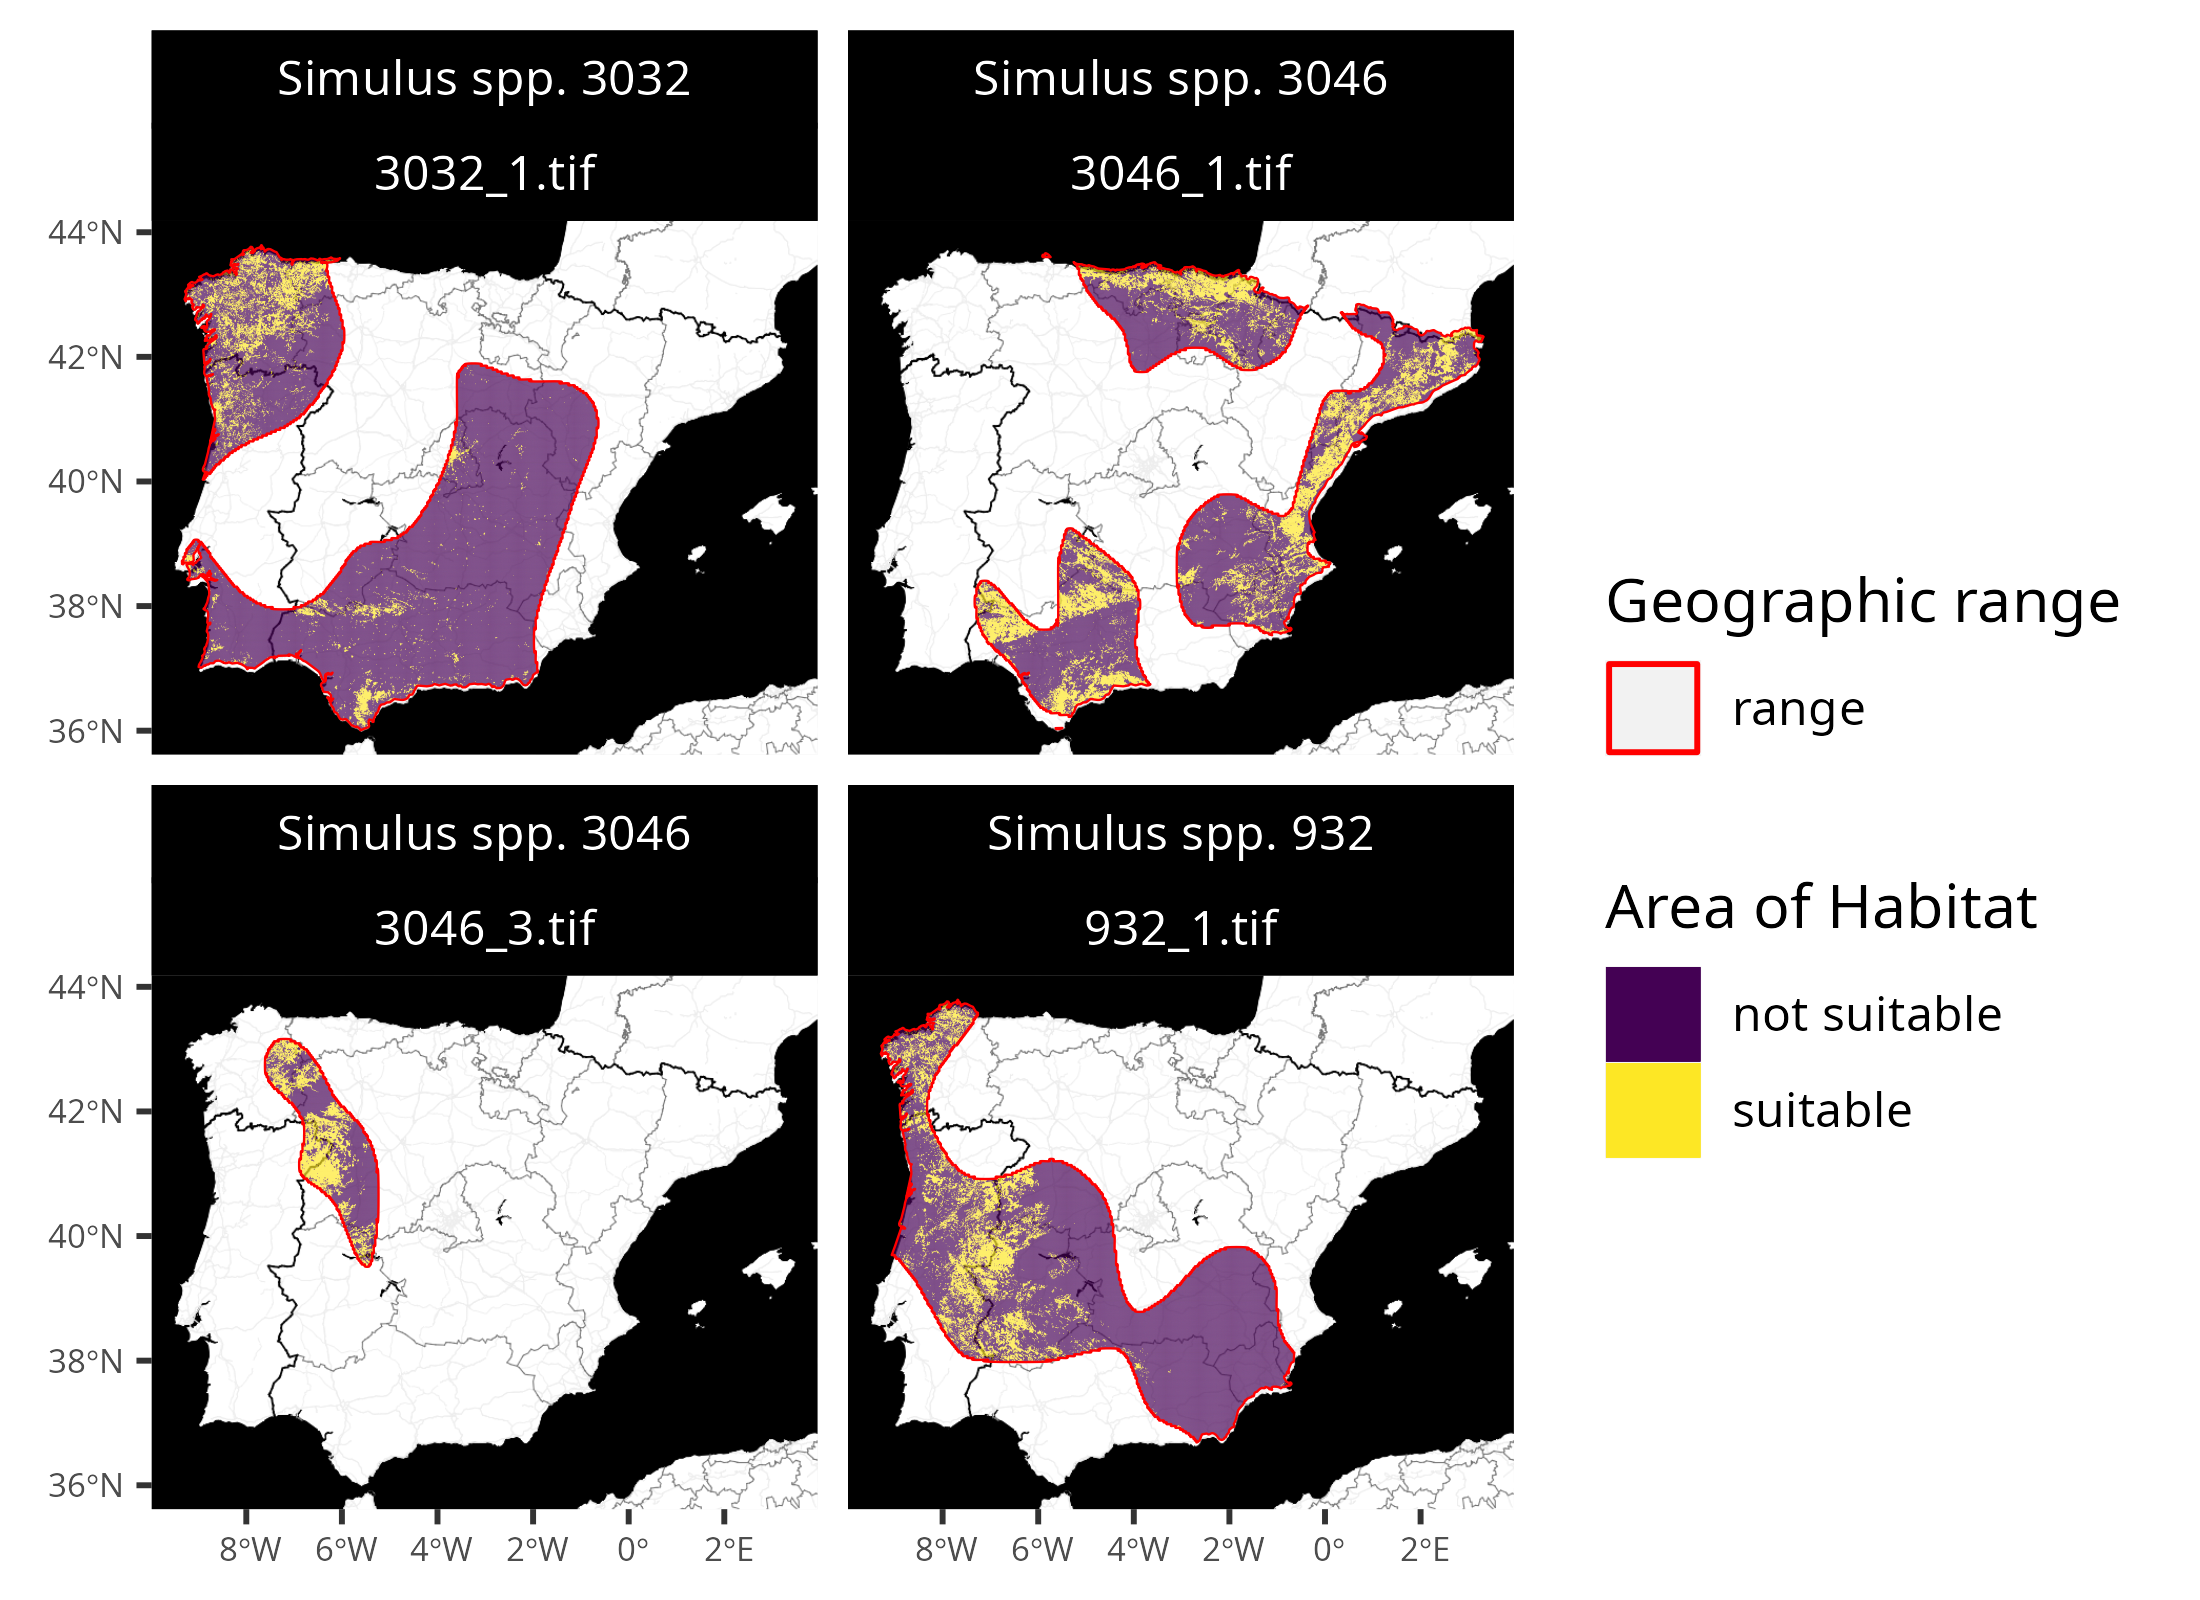 Simulus spp. 3032
3032_1.tif
Simulus spp. 3046
3046_1.tif
44°N
42°N
40°N
38°N
36°N
Simulus spp. 3046
3046_3.tif
Simulus spp. 932
932_1.tif
44°N
42°N
40°N
38°N
36°N
8°W 6°W 4°W 2°W 0° 2°E
8°W 6°W 4°W 2°W 0° 2°E
Geographic range
range
Area of Habitat
not suitable
suitable